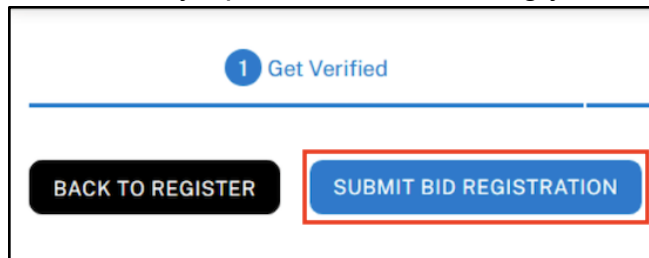 1 Get Verified
BACK TO REGISTER SUBMIT BID REGISTRATION